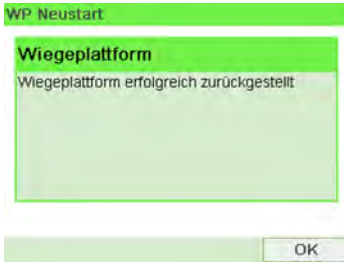 WP Neustart
Wiegeplattform
Wiegeplattform erfolgreich zurückgestellt
OK